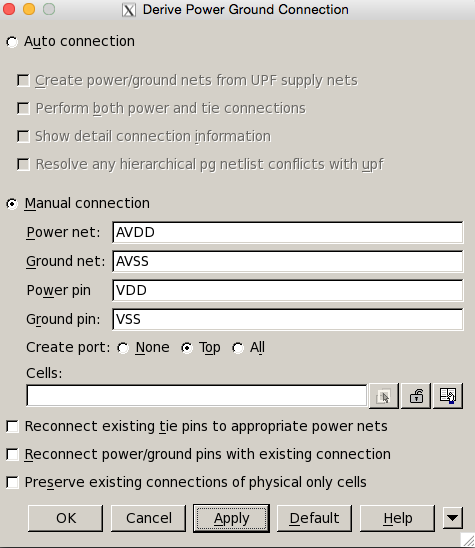 Derive Power Ground Connection
Auto connection
Create power/ground nets from UPF supply nets
Perform both power and tie connections
Show detail connection information
Resolve any hierarchical pg netlist conflicts with upf
Manual connection
Power net: AVDD
Ground net: AVSS
Power pin VDD
Ground pin: VSS
Create port: None Top All
Cells:
Reconnect existing tie pins to appropriate power nets
Reconnect power/ground pins with existing connection
Preserve existing connections of physical only cells
OK Cancel Apply Default Help